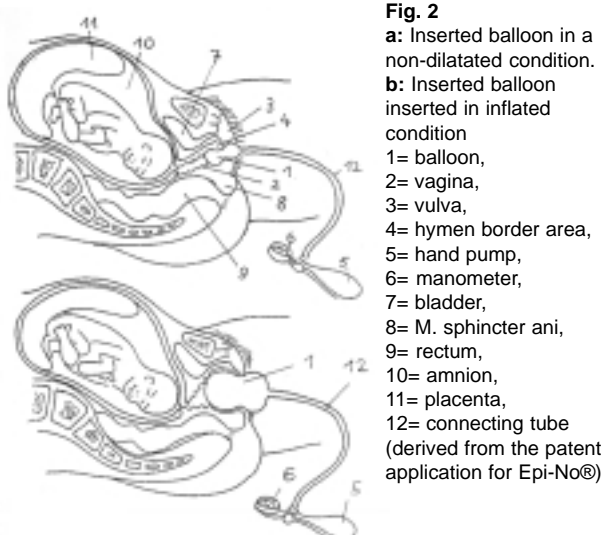 Fig. 2
a: Inserted balloon in a
non-dilatated condition.
b: Inserted balloon
inserted in inflated
condition
1= balloon,
2= vagina,
3= vulva,
4= hymen border area,
5= hand pump,
6= manometer,
7= bladder,
8= M. sphincter ani,
9= rectum,
10= amnion,
11= placenta,
12= connecting tube
(derived from the patent
application for Epi-No®)
11
10
7
3
4
12
1
2
8
6
5
9
1
12
6
5